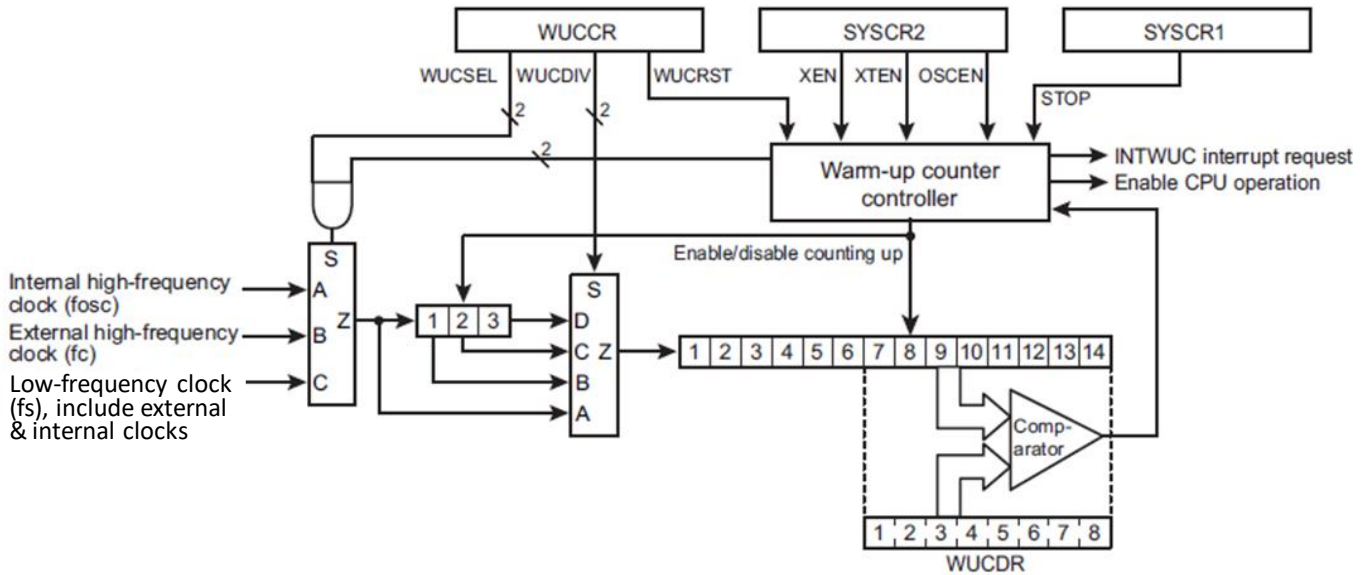 WUCCR
SYSCR2
SYSCR1
WUCSEL
WUCDIV
WUCRST
XEN
XTEN
OSCEN
STOP
2
2
2
Warm-up counter
controller
INTWUC interrupt request
Enable CPU operation
Enable/disable counting up
Internal high-frequency
clock (fosc)
External high-frequency
clock (fc)
Low-frequency clock
(fs), include external
& internal clocks
S
A
B
C
Z
1 2 3
S
D
C
B
A
Z
1 2 3 4 5 6 7 8 9 10 11 12 13 14
Comp-
arator
1 2 3 4 5 6 7 8
WUCDR